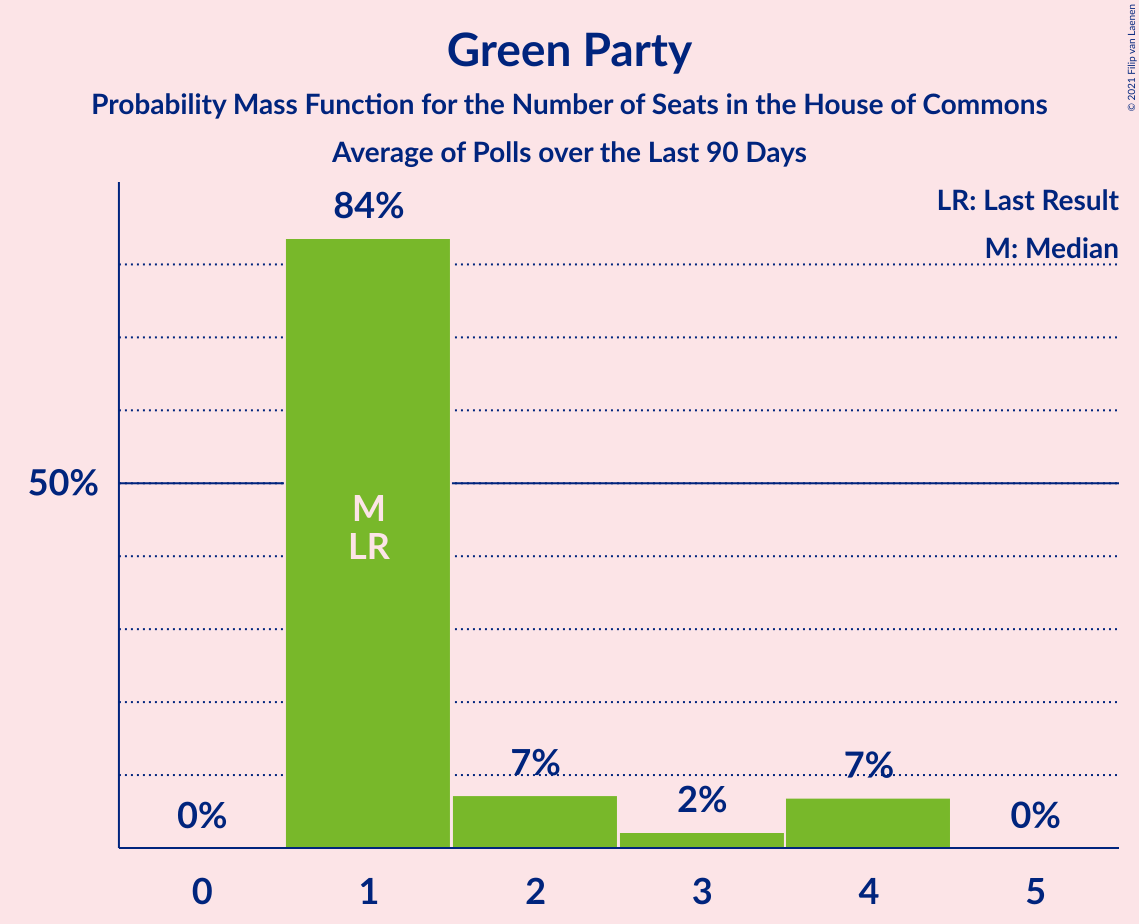 Green Party
Probability Mass Function for the Number of Seats in the House of Commons
Average of Polls over the Last 90 Days
© 2021 Filip van Laenen
LR: Last Result
M: Median
84%
50%
M
LR
0%
7%
2%
7%
0%
0
1
2
3
4
5